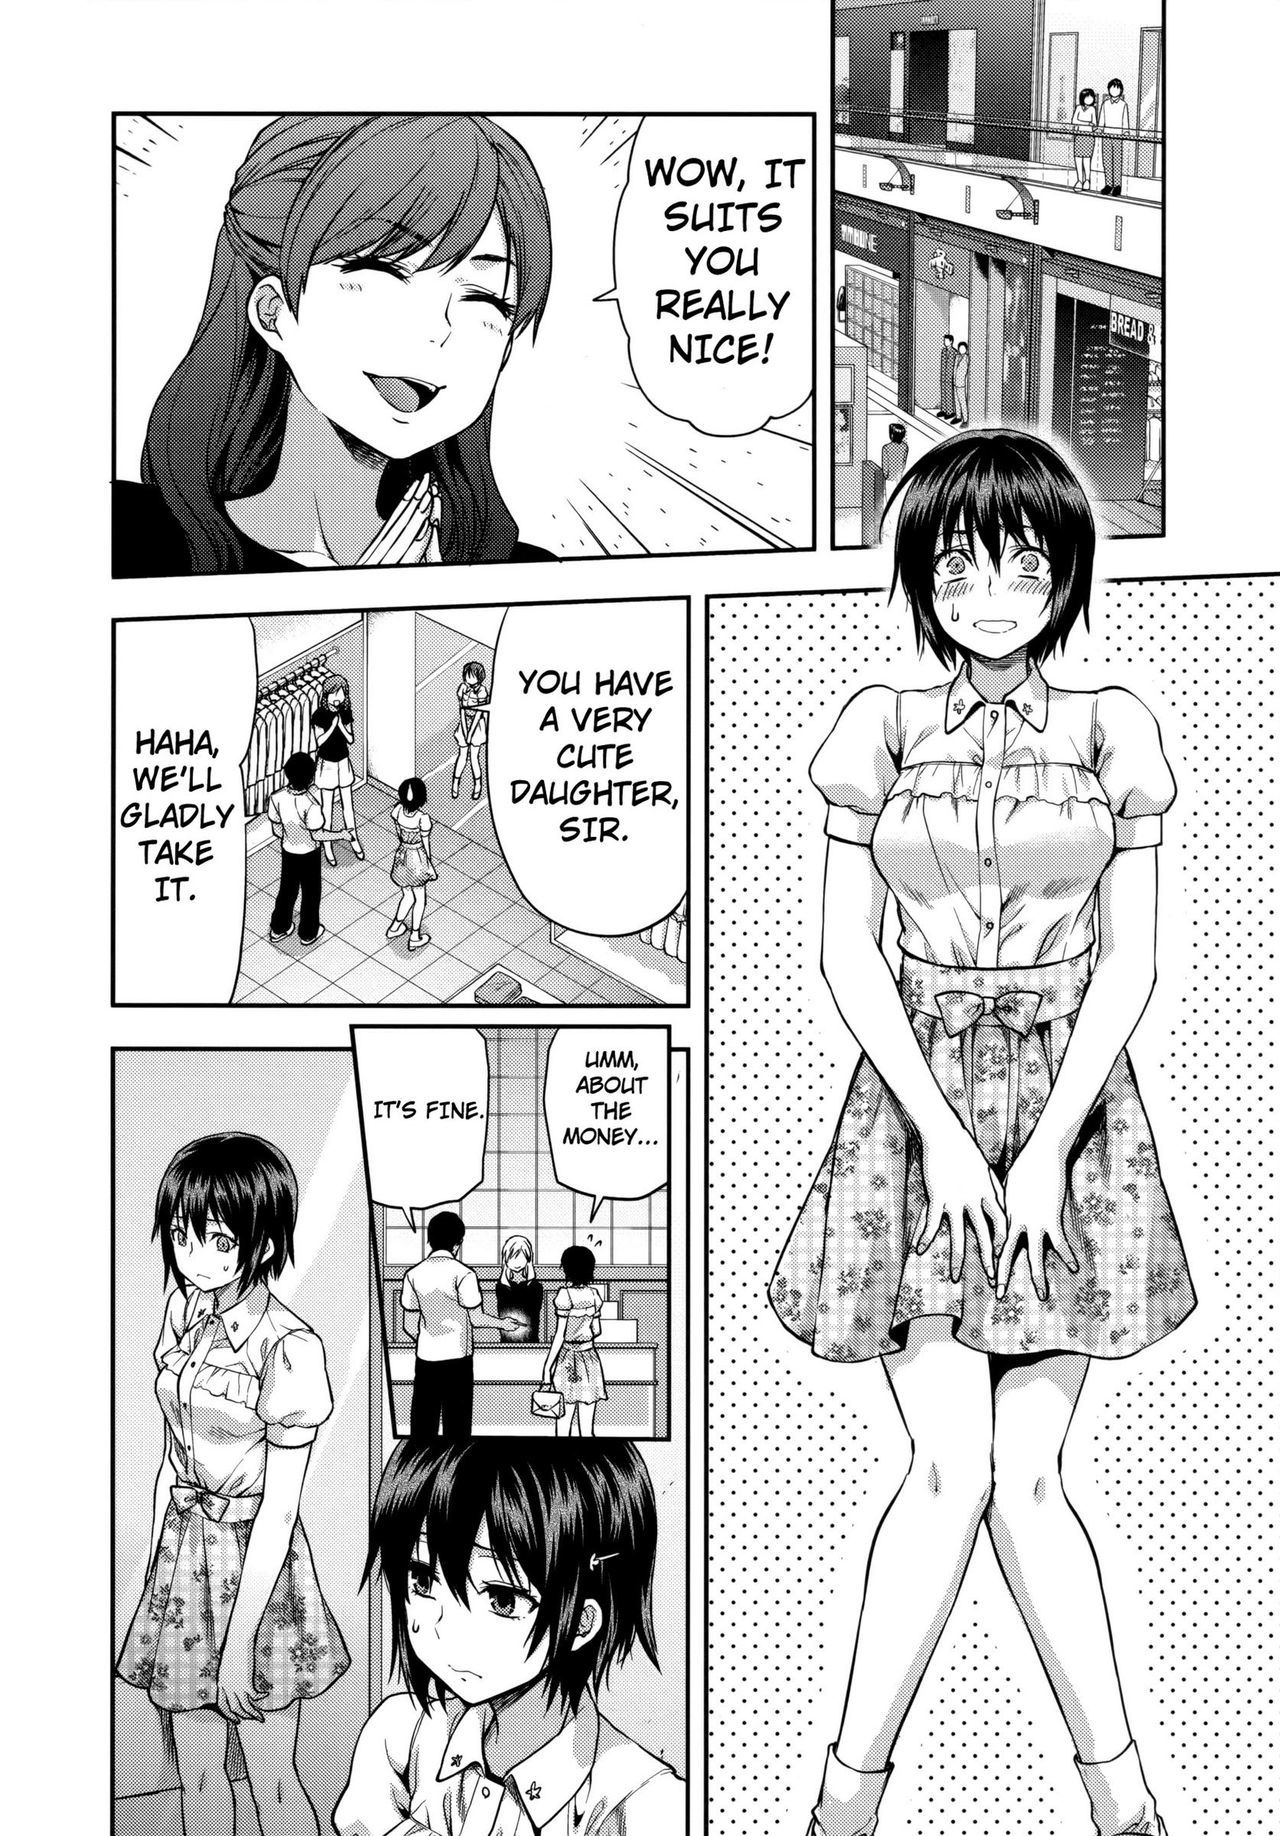 BREAD &
WOW, IT
SUITS
YOU
REALLY
NICE!
YOU HAVE
A VERY
CUTE
DAUGHTER,
SIR.
HAHA,
WE'LL
GLADLY
TAKE
IT.
UMM,
ABOUT
THE
MONEY...
IT'S FINE.